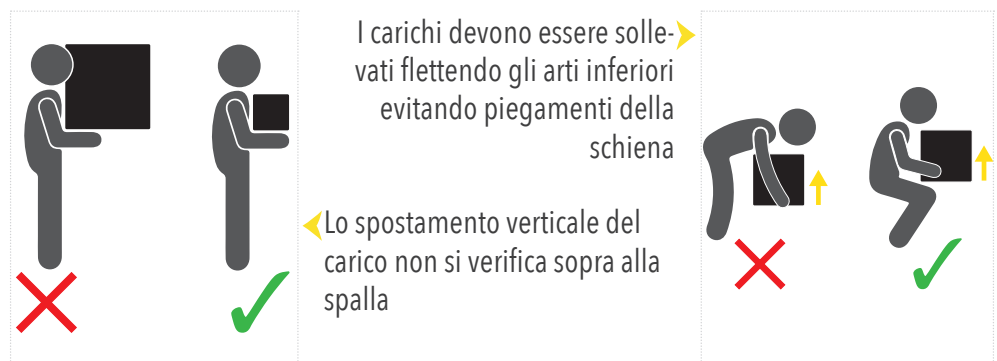 I carichi devono essere solle-
vati flettendo gli arti inferiori
evitando piegamenti della
schiena
Lo spostamento verticale del
carico non si verifica sopra alla
spalla